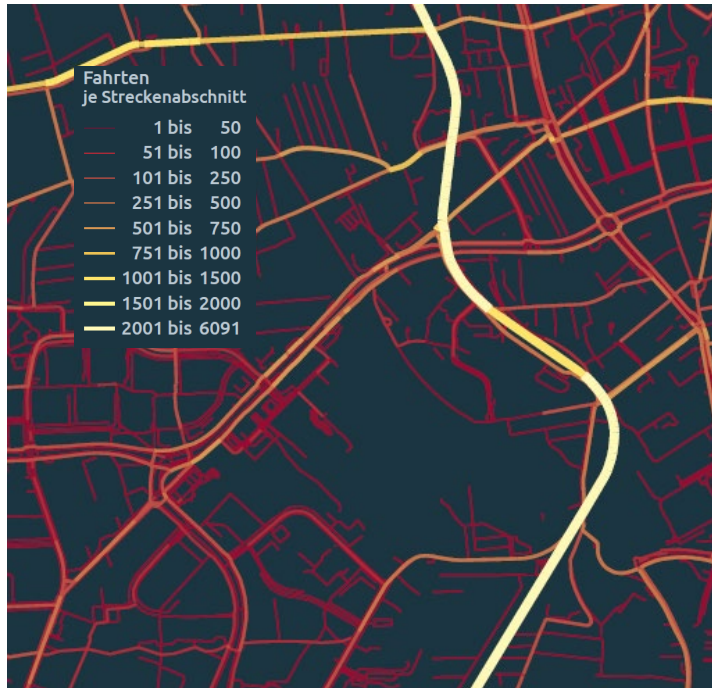 Fahrten
je Streckenabschnitt
1 bis 50
51 bis 100
101 bis 250
251 bis 500
501 bis 750
751 bis 1000
1001 bis 1500
1501 bis 2000
2001 bis 6091